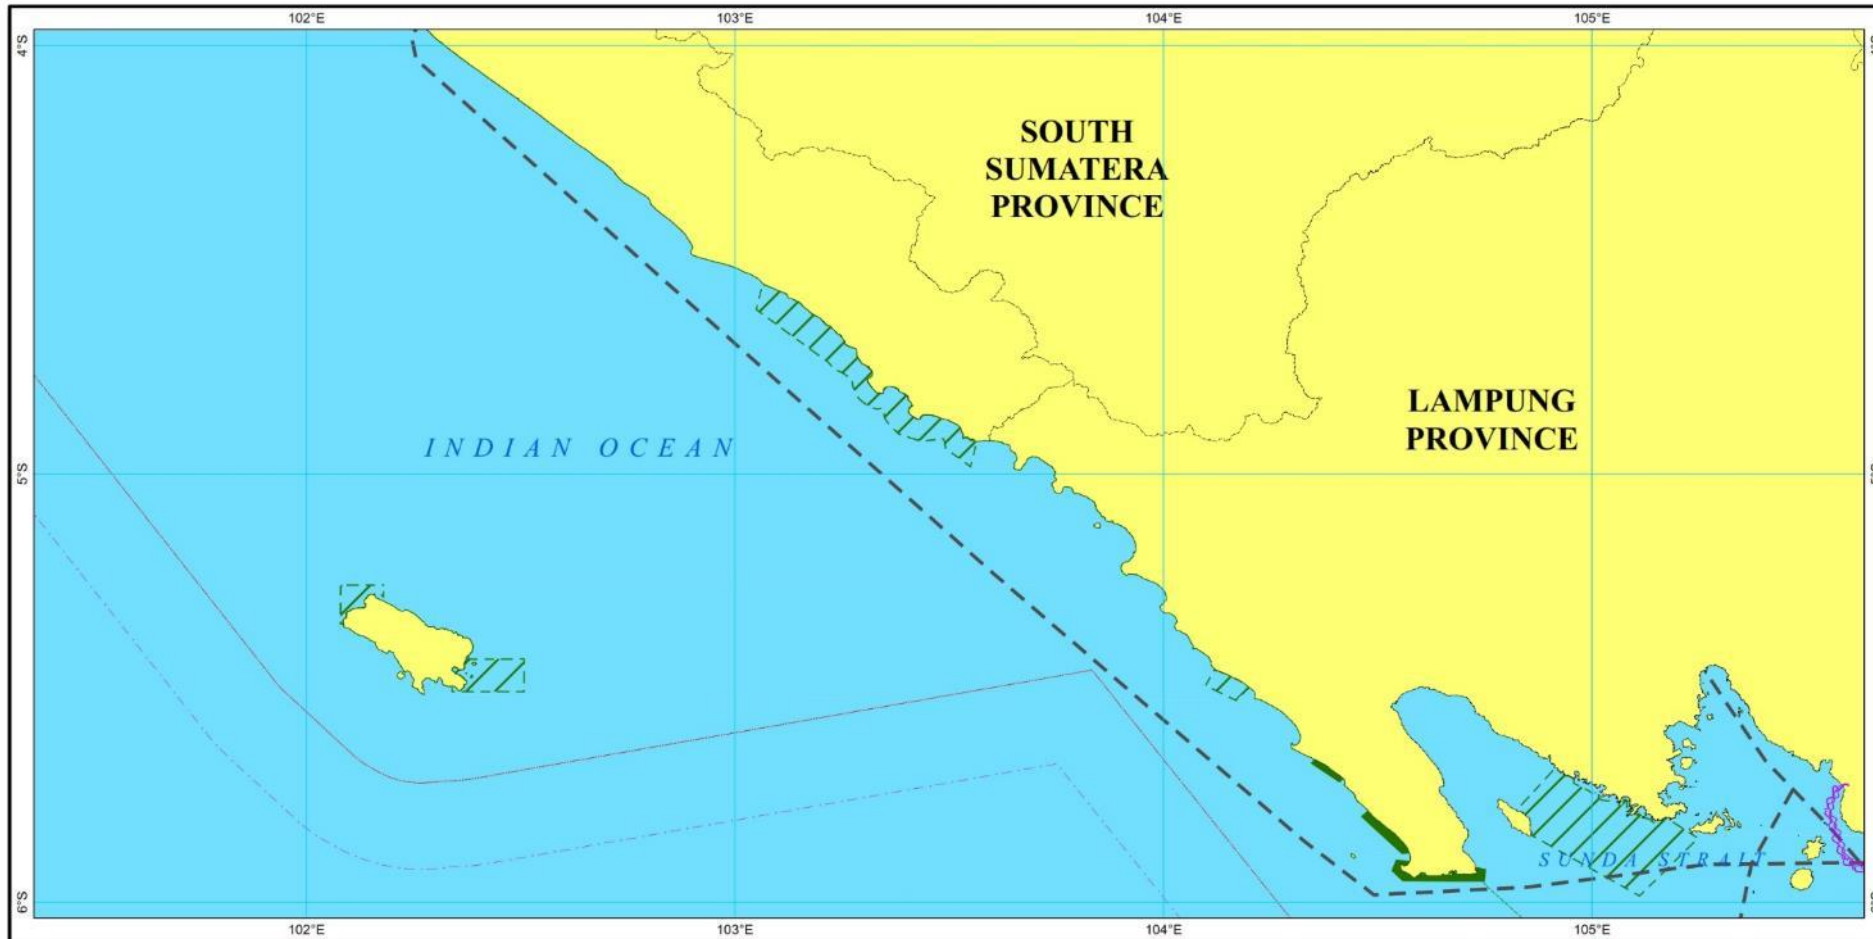 102°E 103°E 104°E 105°E
4°S
SOUTH
SUMATERA
PROVINCE
LAMPUNG
PROVINCE
INDIAN OCEAN
5°S
SUNDA STRAIT
6°S
102°E 103°E 104°E 105°E